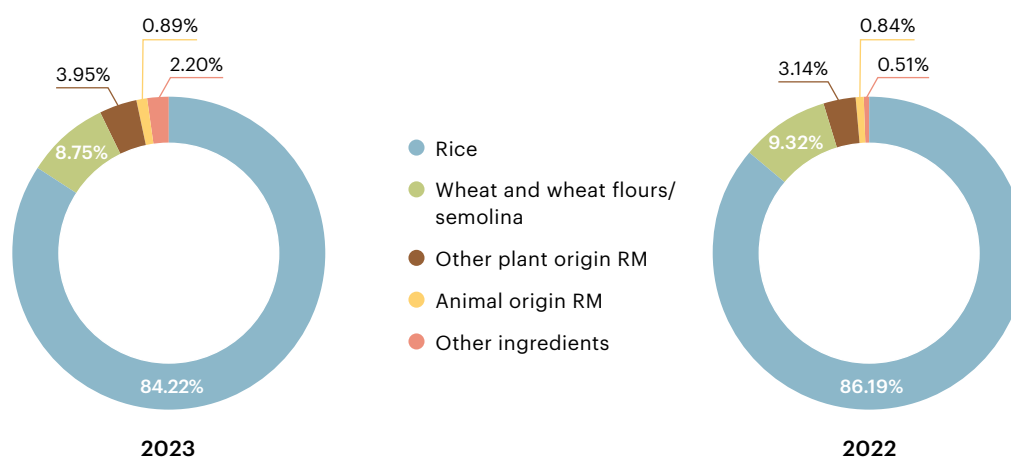 0.89%
3.95%
2.20%
8.75%
84.22%
2023
Rice
Wheat and wheat flours/
semolina
Other plant origin RM
Animal origin RM
Other ingredients
0.84%
3.14%
0.51%
9.32%
86.19%
2022